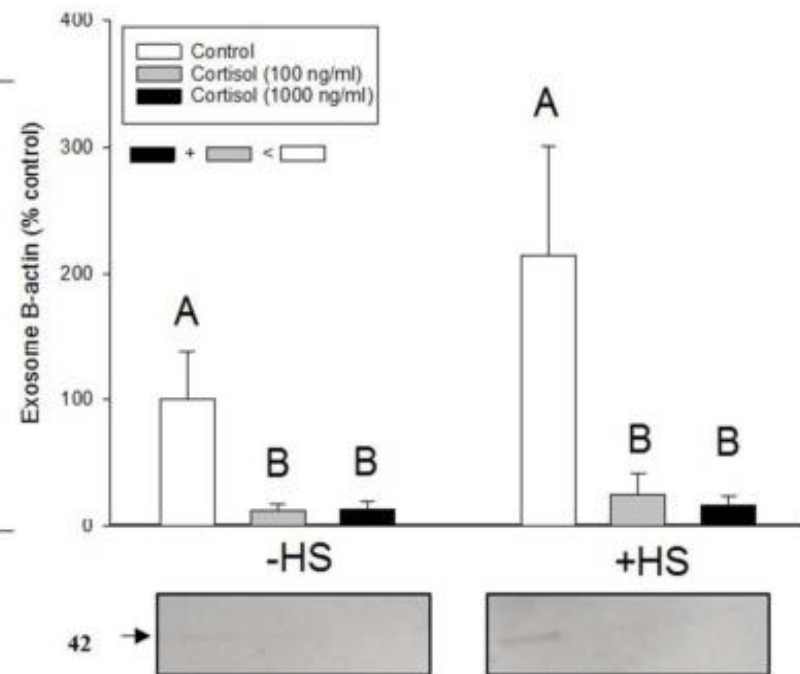 400
300
200
100
0
Exosome B-actin (% control)
Control
Cortisol (100 ng/ml)
Cortisol (1000 ng/ml)
+ <
A
B
B
A
B
B
-HS
+HS
42